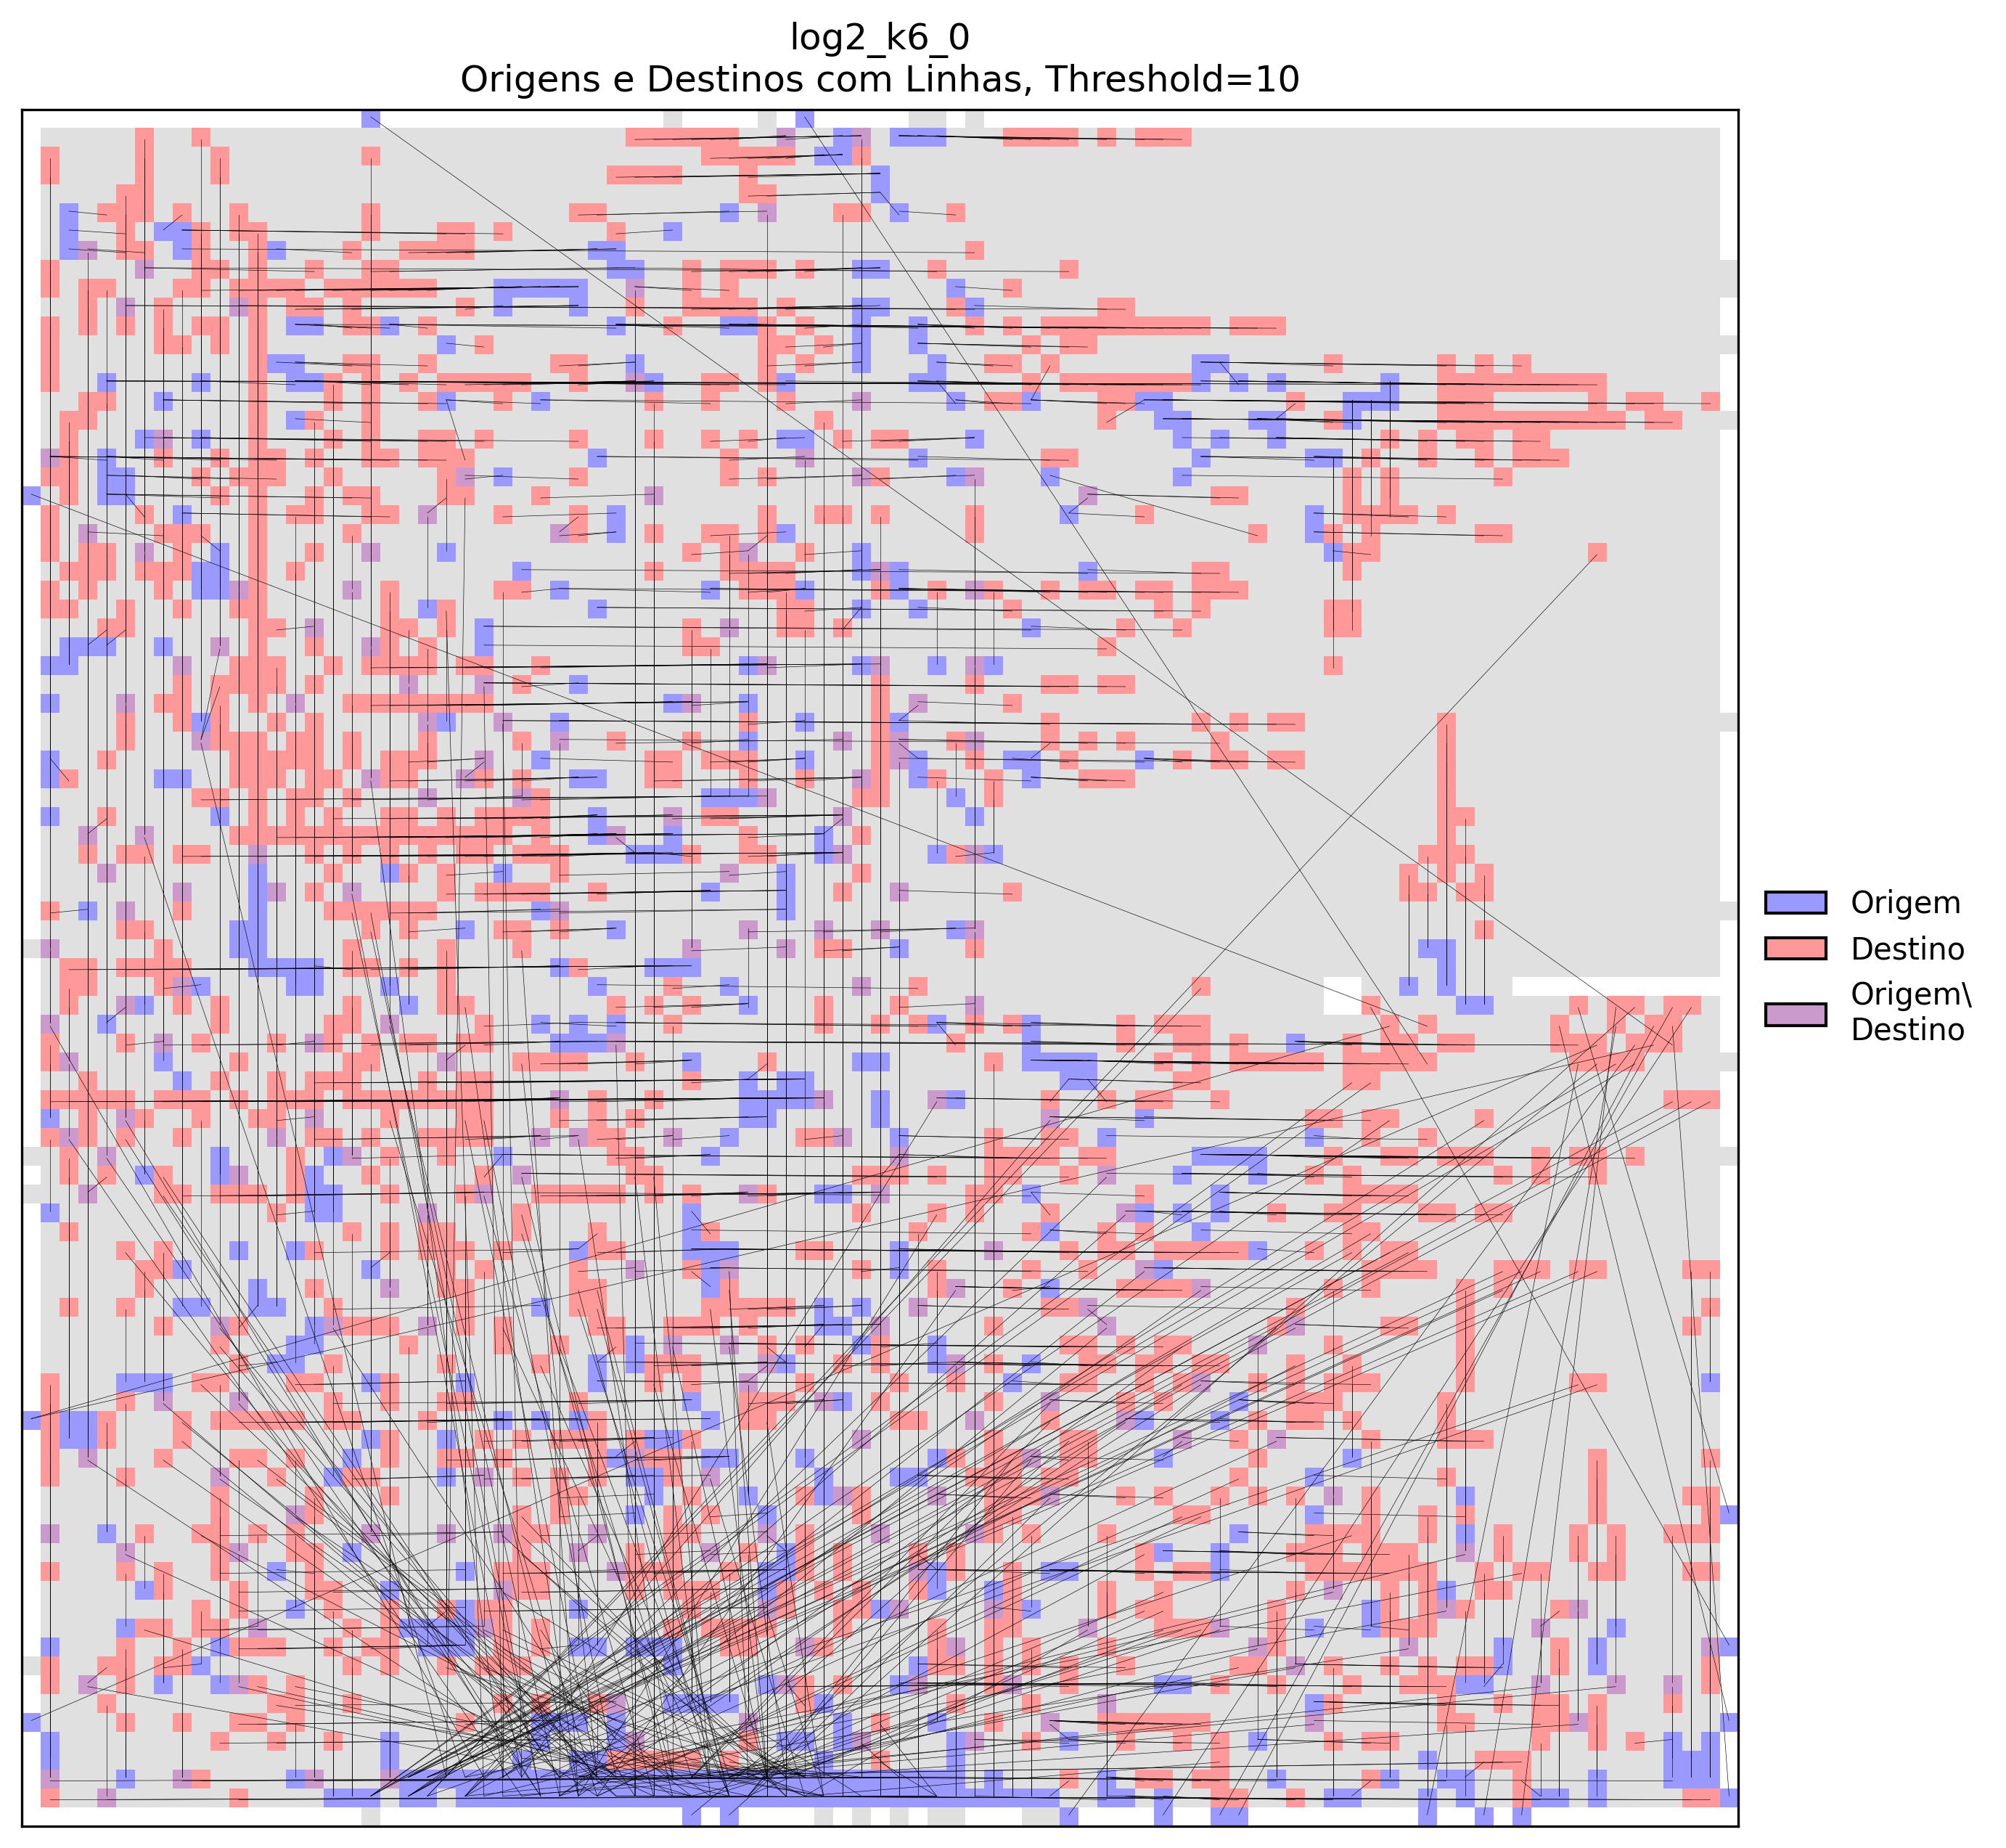 log2_k6_0
Origens e Destinos com Linhas, Threshold=10
Origem
Destino
Origem\
Destino